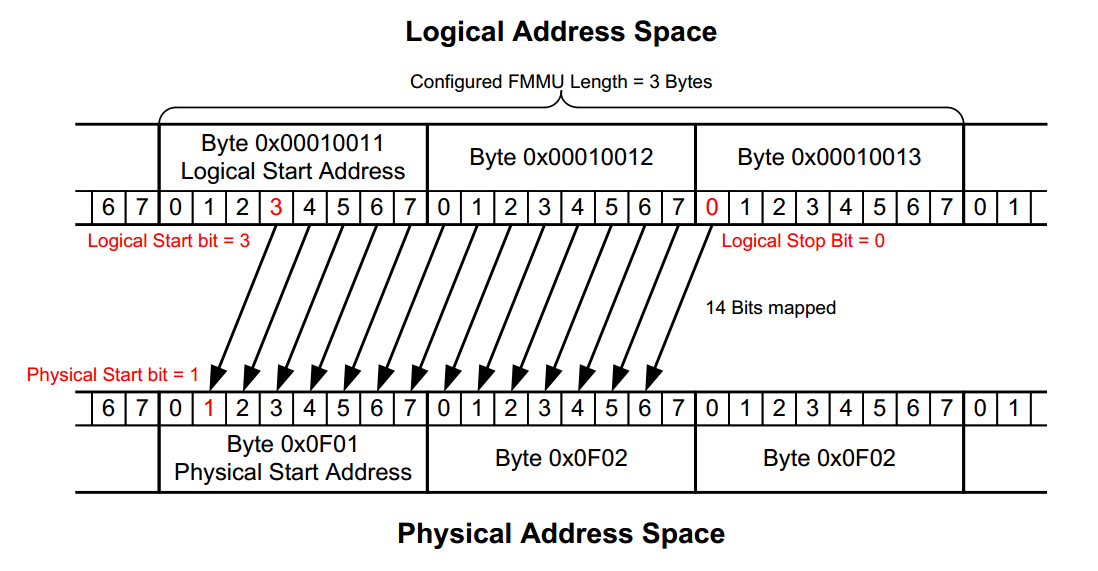 Logical Address Space
Configured FMMU Length = 3 Bytes
Byte 0x00010011
Logical Start Address
Byte 0x00010012
Byte 0x00010013
6 7 0 1 2 3 4 5 6 7 0 1 2 3 4 5 6 7 0 1 2 3 4 5 6 7 0 1
Logical Start bit = 3
Logical Stop Bit = 0
14 Bits mapped
Physical Start bit = 1
6 7 0 1 2 3 4 5 6 7 0 1 2 3 4 5 6 7 0 1 2 3 4 5 6 7 0 1
Byte 0x0F01
Physical Start Address
Byte 0x0F02
Byte 0x0F02
Physical Address Space